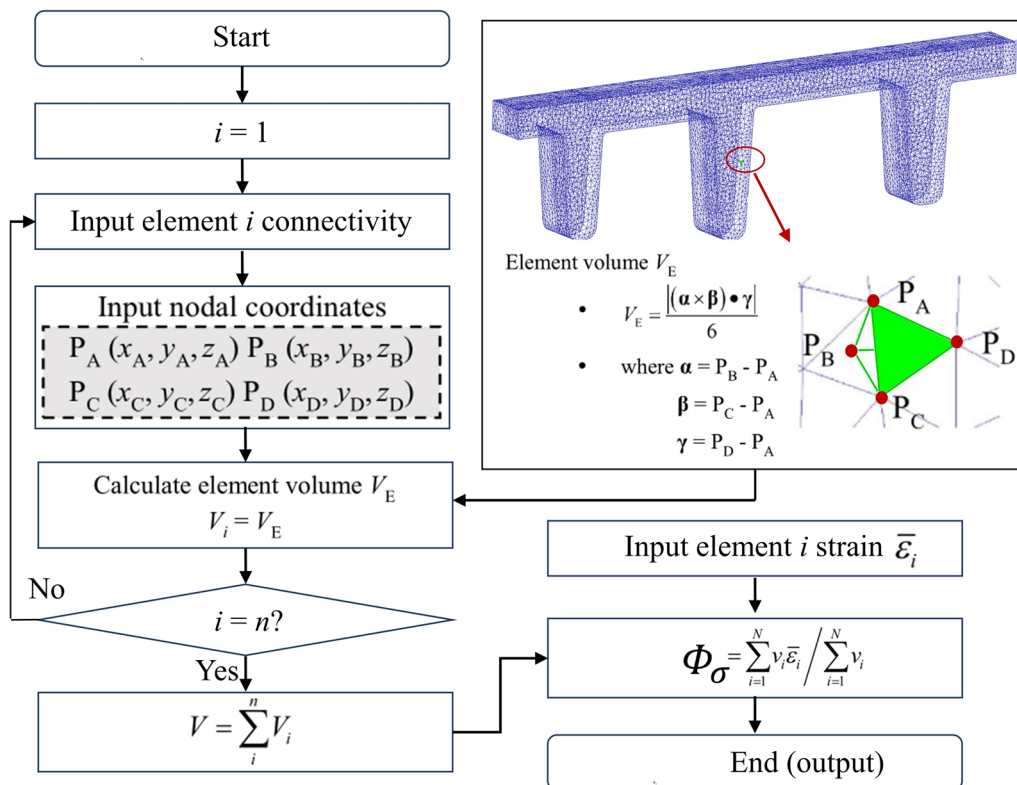 Start
i = 1
Input element i connectivity
Input nodal coordinates
P_A (x_A, y_A, z_A) P_B (x_B, y_B, z_B)
P_C (x_C, y_C, z_C) P_D (x_D, y_D, z_D)
Calculate element volume V_E
V_i = V_E
No
i = n?
Yes
V = ∑_i^n V_i
Element volume V_E
• V_E = |(α × β) • γ| / 6
• where α = P_B - P_A
β = P_C - P_A
γ = P_D - P_A
P_A
P_B
P_D
P_C
Input element i strain ε̅_i
Φ_σ = ∑_{i=1}^N v_i ε̅_i / ∑_{i=1}^N v_i
End (output)